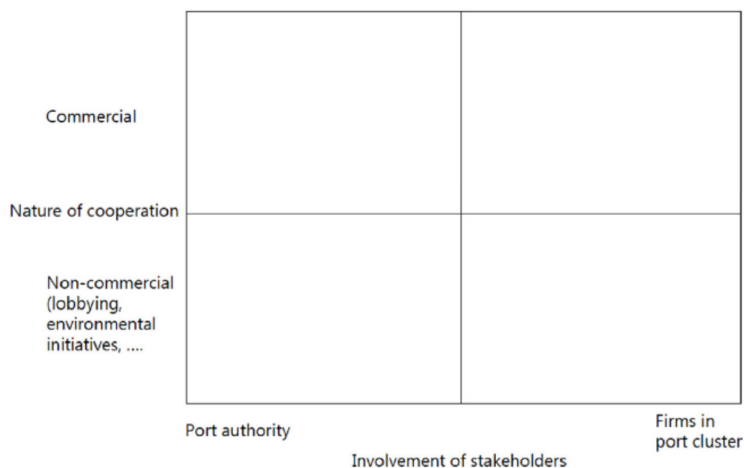 Commercial
Nature of cooperation
Non-commercial
(lobbying,
environmental
initiatives, ....
Port authority
Firms in
port cluster
Involvement of stakeholders